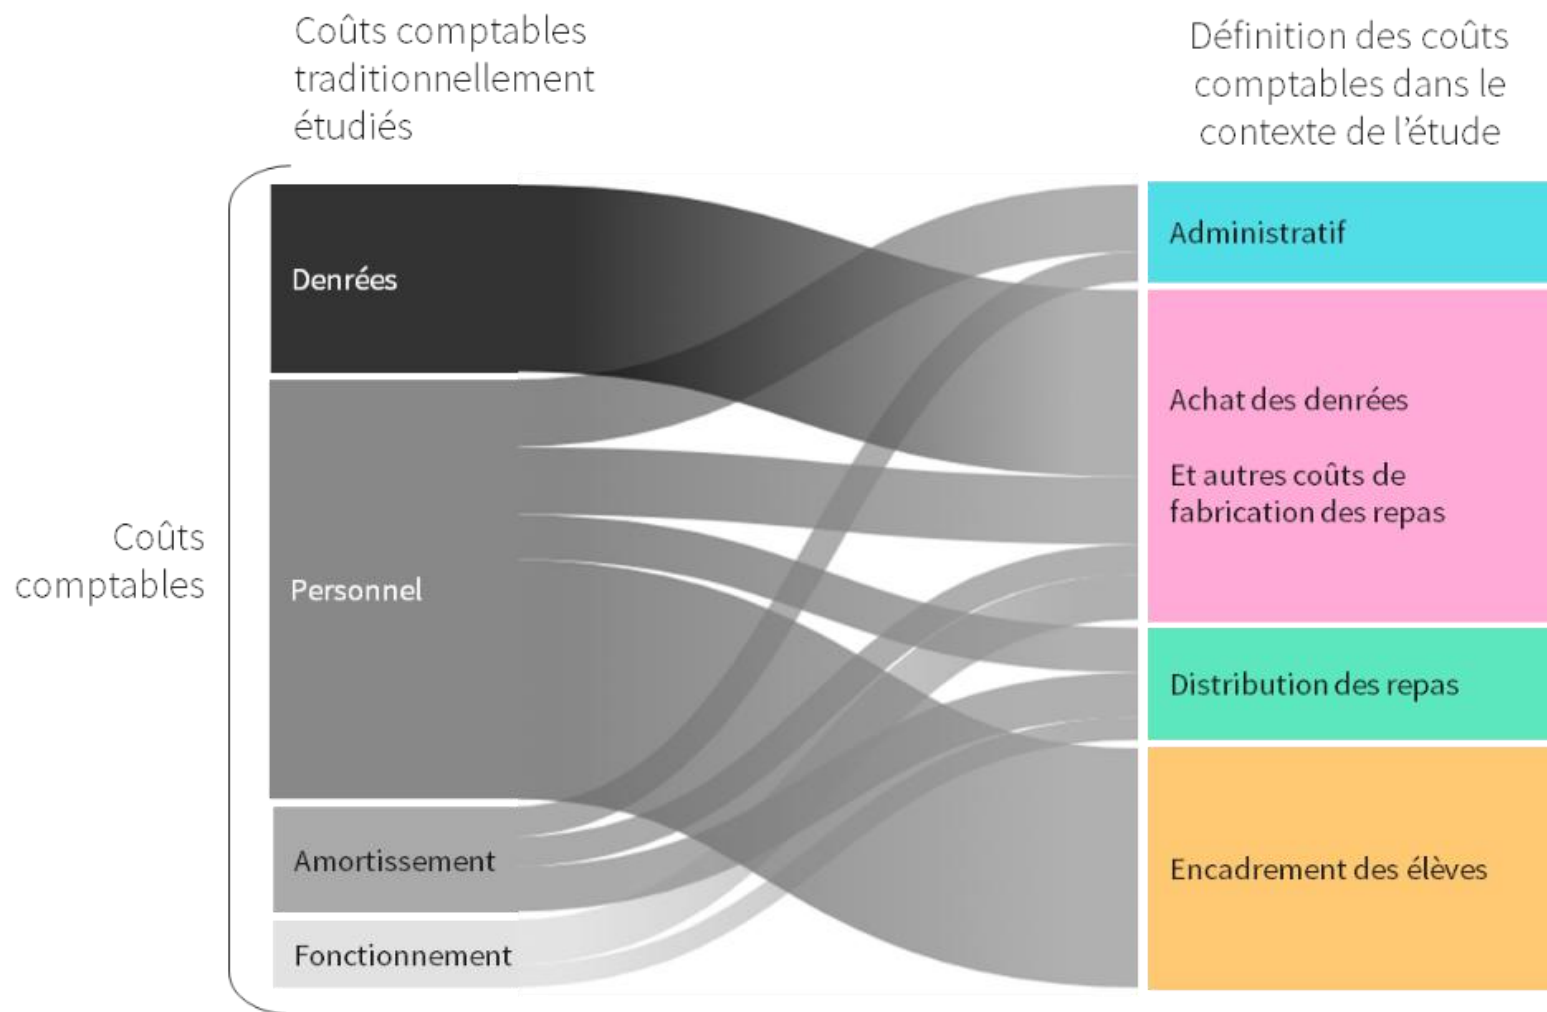 Coûts comptables
traditionnellement
étudiés
Définition des coûts
comptables dans le
contexte de l’étude
Coûts
comptables
Denrées
Personnel
Amortissement
Fonctionnement
Administratif
Achat des denrées
Et autres coûts de
fabrication des repas
Distribution des repas
Encadrement des élèves